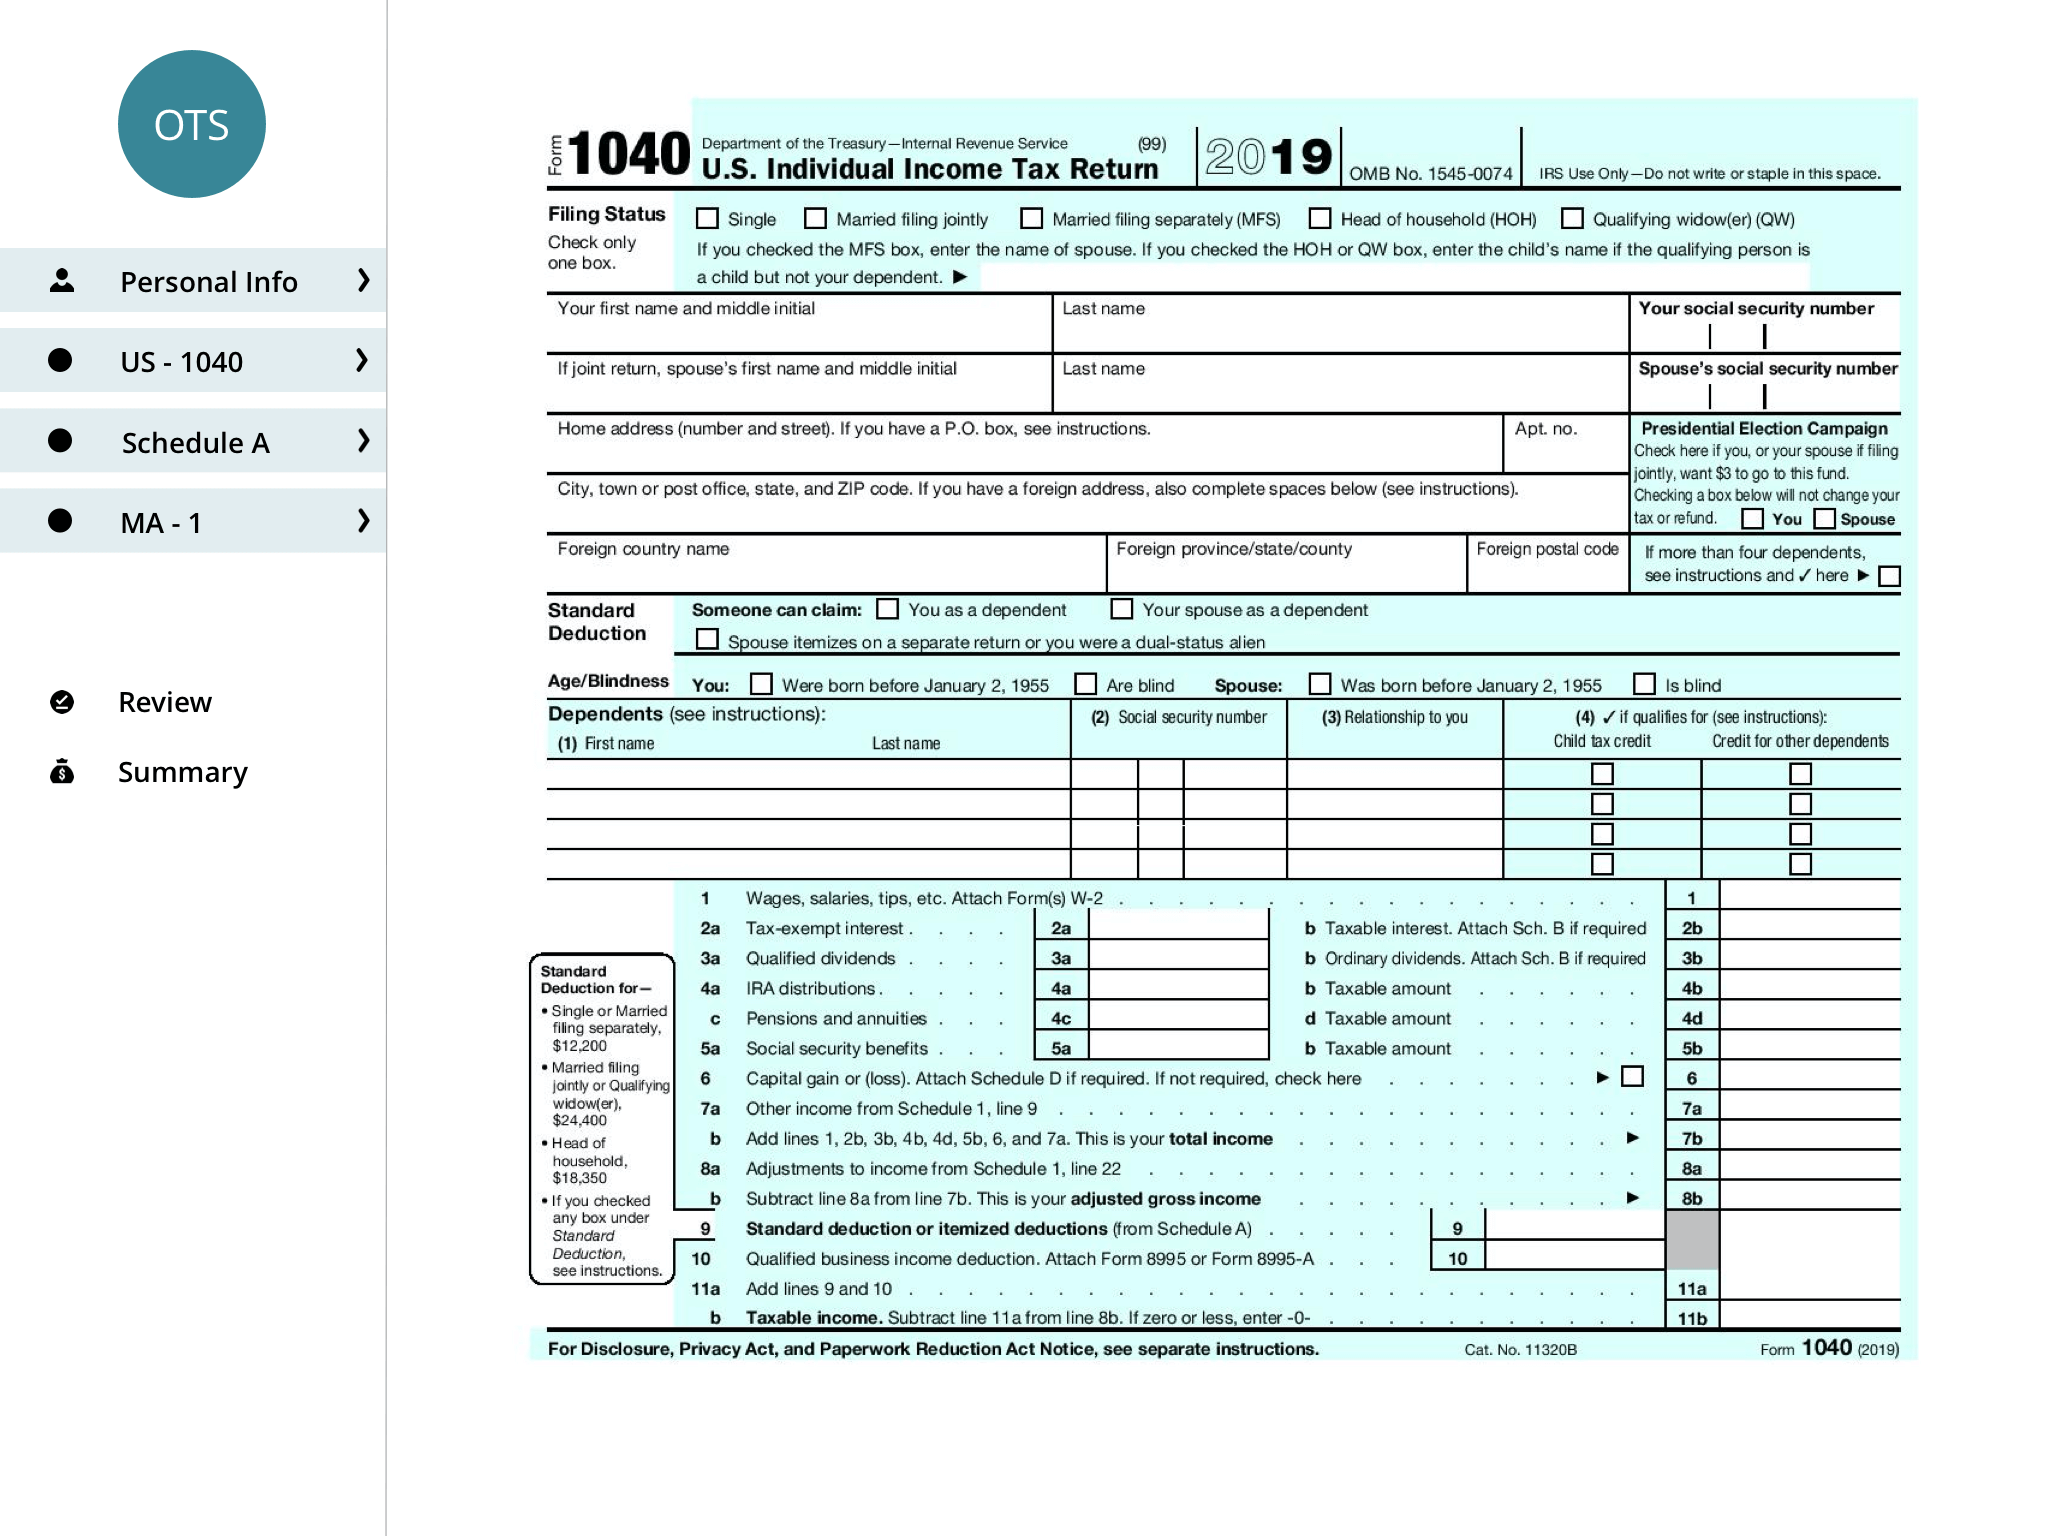 OTS
Personal Info
US - 1040
Schedule A
MA - 1
Review
Summary
Form 1040 Department of the Treasury—Internal Revenue Service (99)
U.S. Individual Income Tax Return 2019 OMB No. 1545-0074 IRS Use Only—Do not write or staple in this space.
Filing Status Single Married filing jointly Married filing separately (MFS) Head of household (HOH) Qualifying widow(er) (QW)
Check only
one box.
If you checked the MFS box, enter the name of spouse. If you checked the HOH or QW box, enter the child's name if the qualifying person is
a child but not your dependent. ▶
Your first name and middle initial Last name Your social security number
If joint return, spouse's first name and middle initial Last name Spouse's social security number
Home address (number and street). If you have a P.O. box, see instructions. Apt. no.
Presidential Election Campaign
Check here if you, or your spouse if filing
jointly, want $3 to go to this fund.
Checking a box below will not change your
tax or refund. You Spouse
City, town or post office, state, and ZIP code. If you have a foreign address, also complete spaces below (see instructions).
Foreign country name Foreign province/state/county Foreign postal code
If more than four dependents,
see instructions and ✓ here ▶
Standard
Deduction
Someone can claim: You as a dependent Your spouse as a dependent
Spouse itemizes on a separate return or you were a dual-status alien
Age/Blindness You: Were born before January 2, 1955 Are blind Spouse: Was born before January 2, 1955 Is blind
Dependents (see instructions): (2) Social security number (3) Relationship to you (4) ✓ if qualifies for (see instructions):
(1) First name Last name Child tax credit Credit for other dependents
1 Wages, salaries, tips, etc. Attach Form(s) W-2 . . . . . . . . . . . . . . . . . . 1
2a Tax-exempt interest . . . . 2a b Taxable interest. Attach Sch. B if required 2b
3a Qualified dividends . . . . 3a b Ordinary dividends. Attach Sch. B if required 3b
4a IRA distributions . . . . . 4a b Taxable amount . . . . . . 4b
c Pensions and annuities . . . 4c d Taxable amount . . . . . . 4d
5a Social security benefits . . . 5a b Taxable amount . . . . . . 5b
6 Capital gain or (loss). Attach Schedule D if required. If not required, check here . . . . . . . ▶ 6
7a Other income from Schedule 1, line 9 . . . . . . . . . . . . . . . . . . . . 7a
b Add lines 1, 2b, 3b, 4b, 4d, 5b, 6, and 7a. This is your total income . . . . . . . . . . . ▶ 7b
8a Adjustments to income from Schedule 1, line 22 . . . . . . . . . . . . . . . . . 8a
b Subtract line 8a from line 7b. This is your adjusted gross income . . . . . . . . . . . ▶ 8b
9 Standard deduction or itemized deductions (from Schedule A) . . . . . 9
10 Qualified business income deduction. Attach Form 8995 or Form 8995-A . . . 10
11a Add lines 9 and 10 . . . . . . . . . . . . . . . . . . . . . . . . . 11a
b Taxable income. Subtract line 11a from line 8b. If zero or less, enter -0- . . . . . . . . . . . 11b
Standard
Deduction for—
• Single or Married
filing separately,
$12,200
• Married filing
jointly or Qualifying
widow(er),
$24,400
• Head of
household,
$18,350
• If you checked
any box under
Standard
Deduction,
see instructions.
For Disclosure, Privacy Act, and Paperwork Reduction Act Notice, see separate instructions. Cat. No. 11320B Form 1040 (2019)